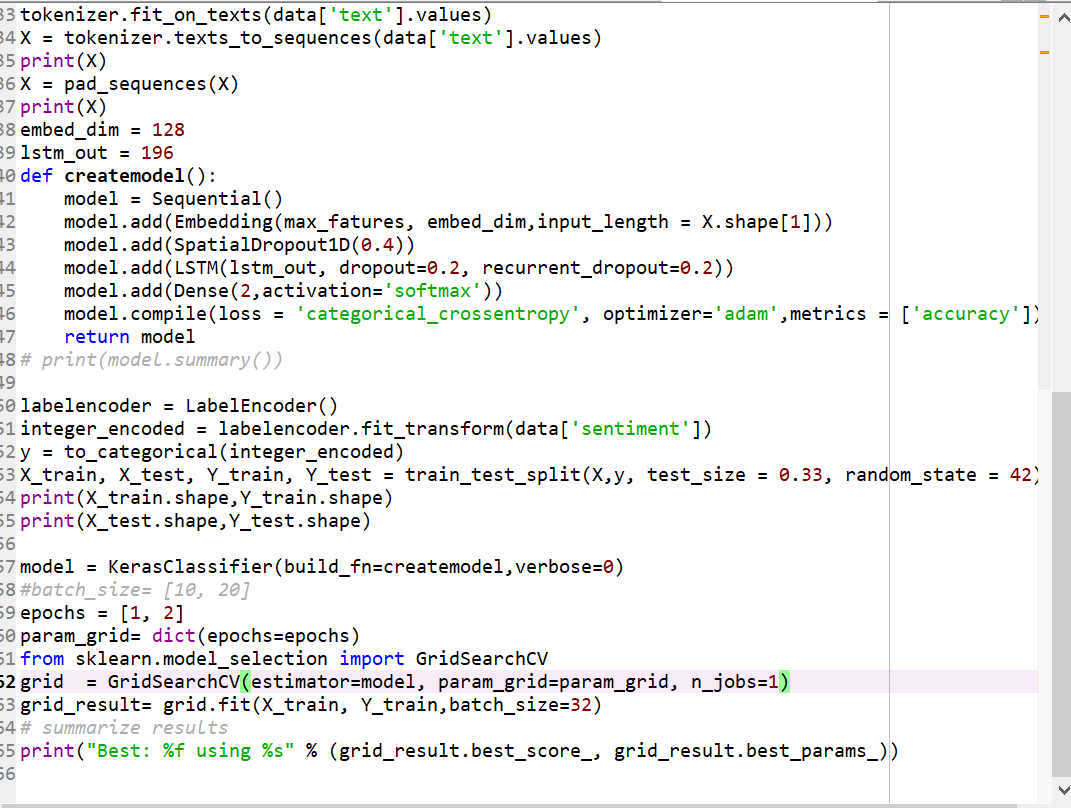 33 tokenizer.fit_on_texts(data['text'].values)
34 X = tokenizer.texts_to_sequences(data['text'].values)
35 print(X)
36 X = pad_sequences(X)
37 print(X)
38 embed_dim = 128
39 lstm_out = 196
40 def createmodel():
41     model = Sequential()
42     model.add(Embedding(max_fatures, embed_dim,input_length = X.shape[1]))
43     model.add(SpatialDropout1D(0.4))
44     model.add(LSTM(lstm_out, dropout=0.2, recurrent_dropout=0.2))
45     model.add(Dense(2,activation='softmax'))
46     model.compile(loss = 'categorical_crossentropy', optimizer='adam',metrics = ['accuracy'])
47     return model
48 # print(model.summary())
49
50 labelencoder = LabelEncoder()
51 integer_encoded = labelencoder.fit_transform(data['sentiment'])
52 y = to_categorical(integer_encoded)
53 X_train, X_test, Y_train, Y_test = train_test_split(X,y, test_size = 0.33, random_state = 42)
54 print(X_train.shape,Y_train.shape)
55 print(X_test.shape,Y_test.shape)
56
57 model = KerasClassifier(build_fn=createmodel,verbose=0)
58 #batch_size= [10, 20]
59 epochs = [1, 2]
60 param_grid= dict(epochs=epochs)
61 from sklearn.model_selection import GridSearchCV
62 grid  = GridSearchCV(estimator=model, param_grid=param_grid, n_jobs=1)
63 grid_result= grid.fit(X_train, Y_train,batch_size=32)
64 # summarize results
65 print("Best: %f using %s" % (grid_result.best_score_, grid_result.best_params_))
66